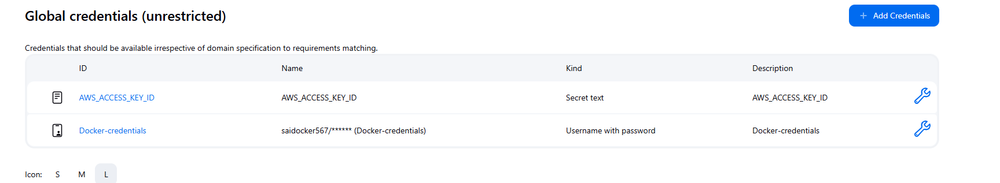 Global credentials (unrestricted)
+ Add Credentials
Credentials that should be available irrespective of domain specification to requirements matching.
ID Name Kind Description
AWS_ACCESS_KEY_ID AWS_ACCESS_KEY_ID Secret text AWS_ACCESS_KEY_ID
Docker-credentials saidocker567/****** (Docker-credentials) Username with password Docker-credentials
Icon: S M L